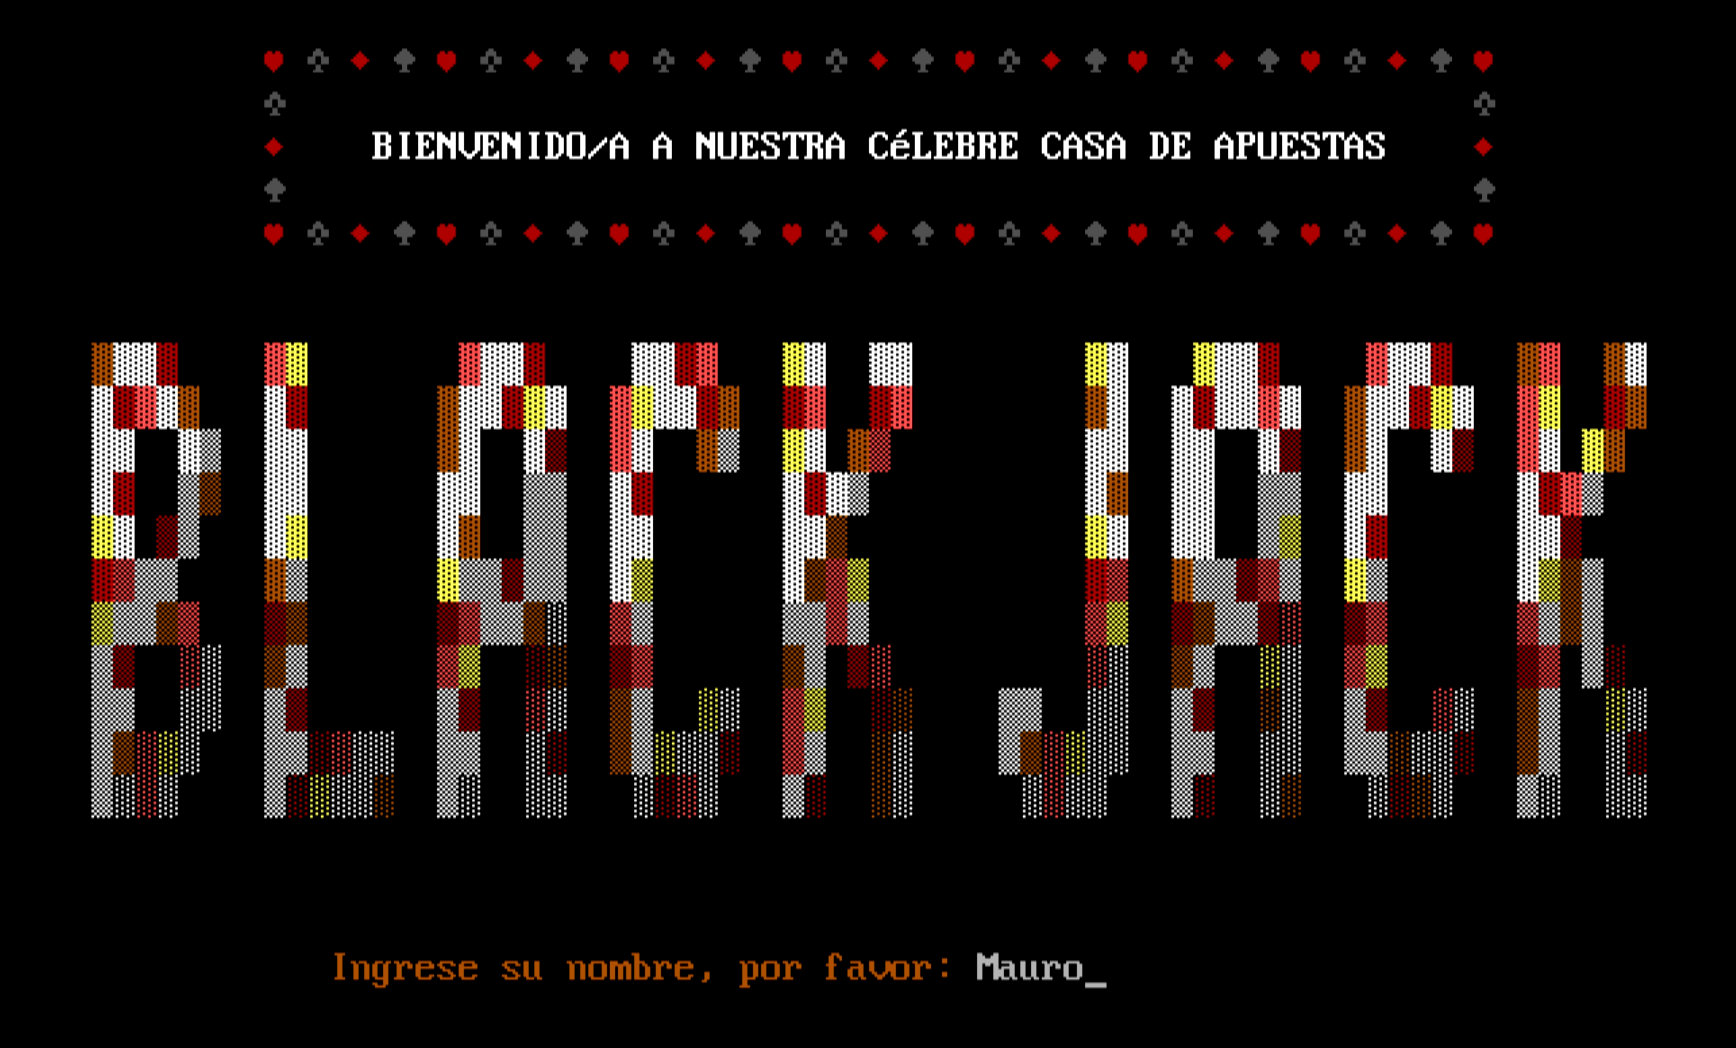 BIENVENIDO/A A NUESTRA CéLEBRE CASA DE APUESTAS
BLACK JACK
Ingrese su nombre, por favor: Mauro_